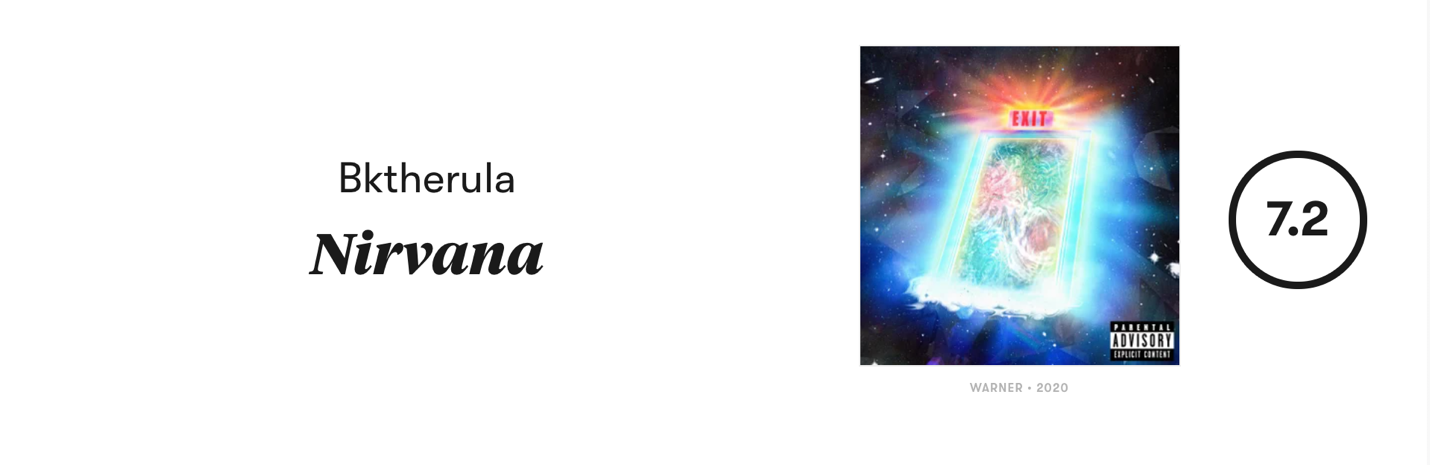 Bktherula
Nirvana
EXIT
PARENTAL
ADVISORY
EXPLICIT CONTENT
7.2
WARNER • 2020